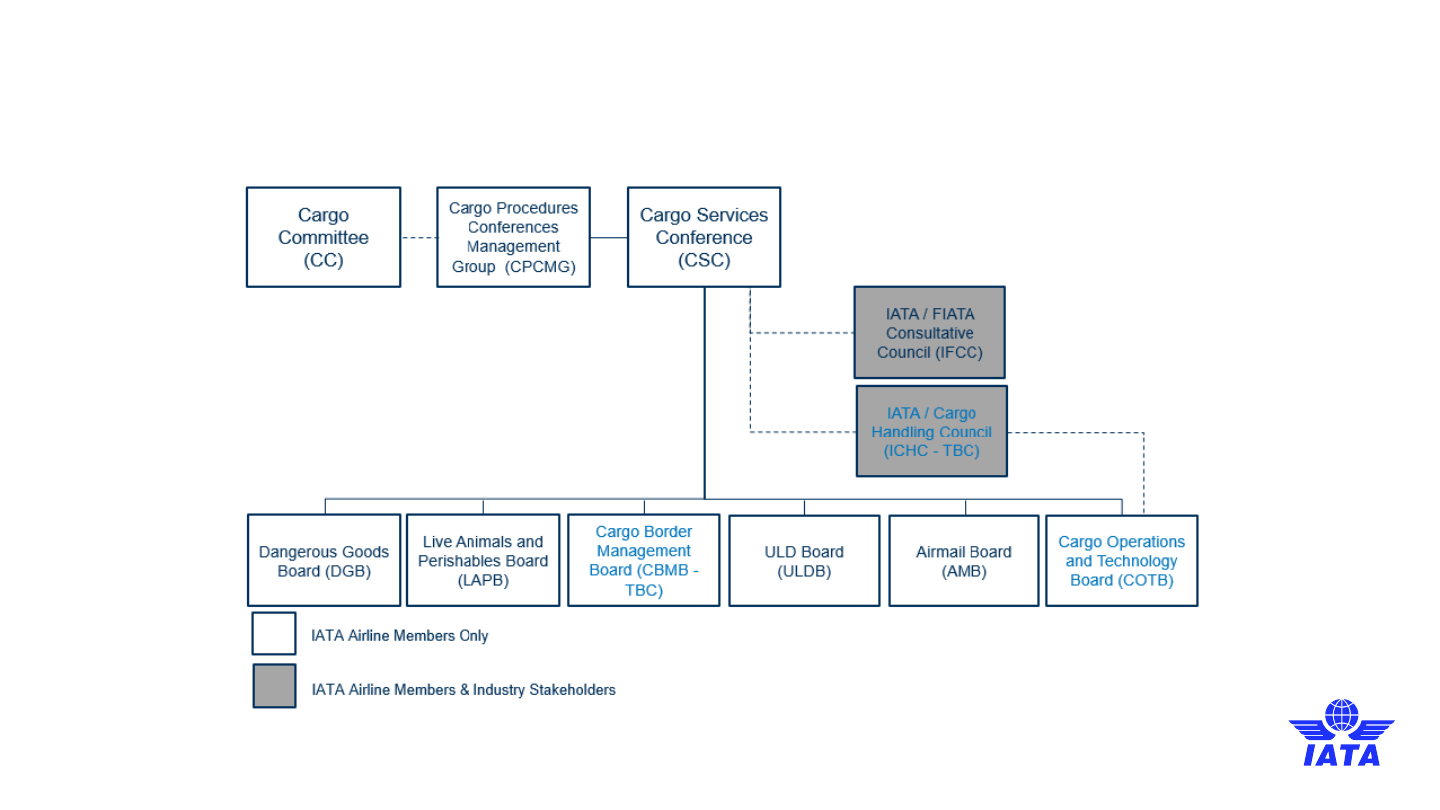 Cargo
Committee
(CC)
Cargo Procedures
Conferences
Management
Group (CPCMG)
Cargo Services
Conference
(CSC)
IATA / FIATA
Consultative
Council (IFCC)
IATA / Cargo
Handling Council
(ICHC - TBC)
Dangerous Goods
Board (DGB)
Live Animals and
Perishables Board
(LAPB)
Cargo Border
Management
Board (CBMB -
TBC)
ULD Board
(ULDB)
Airmail Board
(AMB)
Cargo Operations
and Technology
Board (COTB)
IATA Airline Members Only
IATA Airline Members & Industry Stakeholders
IATA